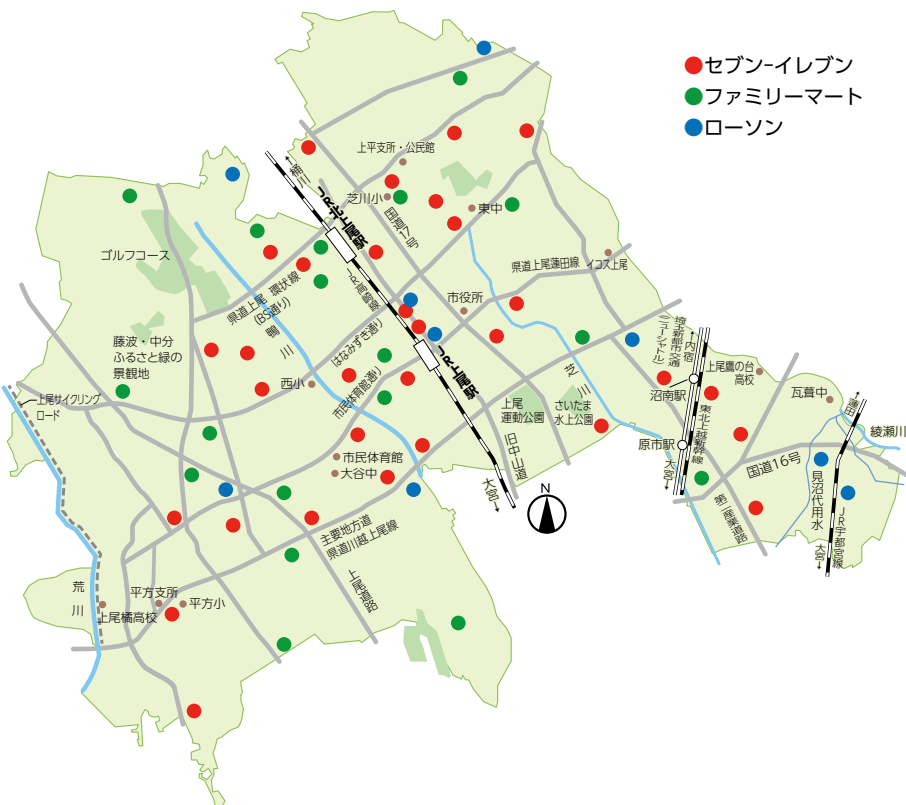 セブン-イレブン
ファミリーマート
ローソン
上平支所・公民館
←桶川
JR北上尾駅
芝川小
国道17号
東中
ゴルフコース
県道上尾蓮田線
イコス上尾
県道上尾 環状線
(BS通り)
JR高崎線
鴨川
市役所
はなみずき通り
藤波・中分
ふるさと緑の
景観地
市民体育館通り
西小
JR上尾駅
上尾サイクリング
ロード
芝川
上尾
運動公園
さいたま
水上公園
埼玉新都市交通
(ニューシャトル)
←内宿
沼南駅
上尾鷹の台
高校
瓦葺中
蓮田→
綾瀬川
東北上越新幹線
原市駅
大宮→
国道16号
市民体育館
大谷中
旧中山道
大宮→
N
第二産業道路
見沼代用水
JR宇都宮線
大宮→
主要地方道
県道川越上尾線
上尾道路
荒川
平方支所
平方小
上尾橘高校